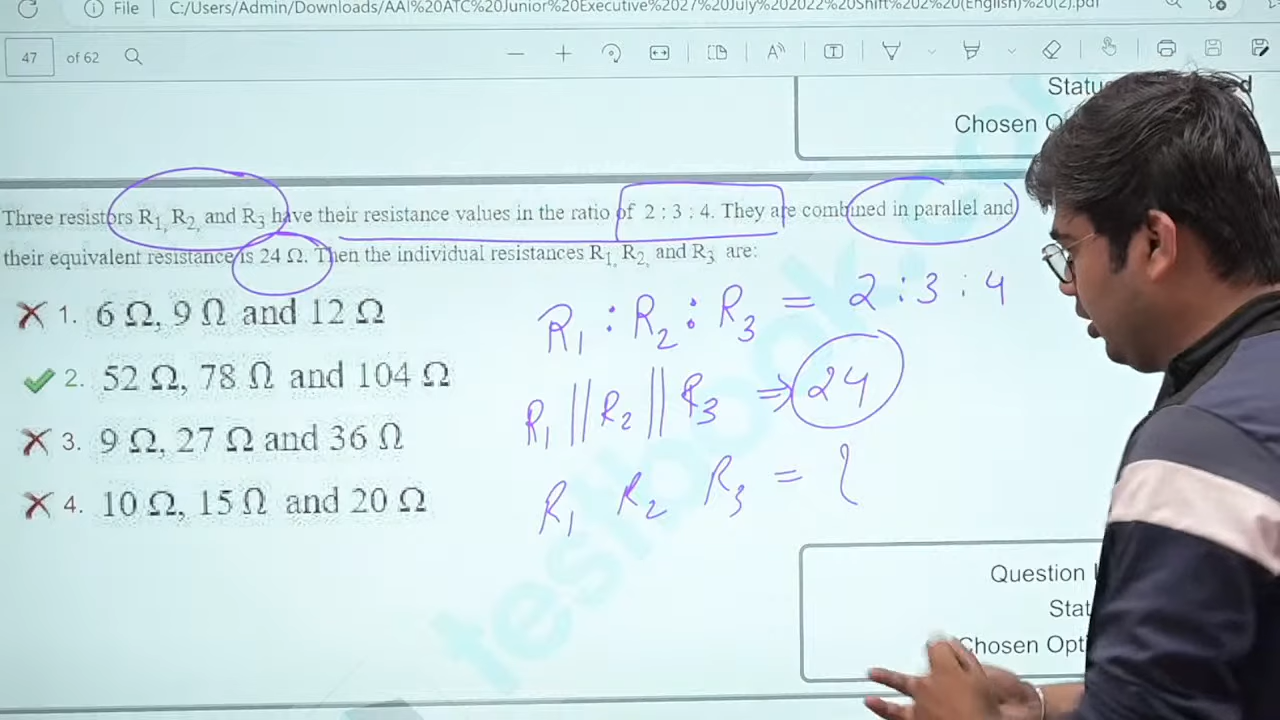 File C:/Users/Admin/Downloads/AAI%20ATC%20Junior%20Executive%2027%20July%202022%20Shift%202%20(English)%20(2).pdf
47 of 62
Chosen
Three resistors R1, R2, and R3 have their resistance values in the ratio of 2 : 3 : 4. They are combined in parallel and
their equivalent resistance is 24 Ω. Then the individual resistances R1, R2, and R3 are:
1. 6 Ω, 9 Ω and 12 Ω
2. 52 Ω, 78 Ω and 104 Ω
3. 9 Ω, 27 Ω and 36 Ω
4. 10 Ω, 15 Ω and 20 Ω
R1 : R2 : R3 = 2 : 3 : 4
R1 || R2 || R3 ⇒ 24
R1 R2 R3 = {
Question
Chosen
testbook.com